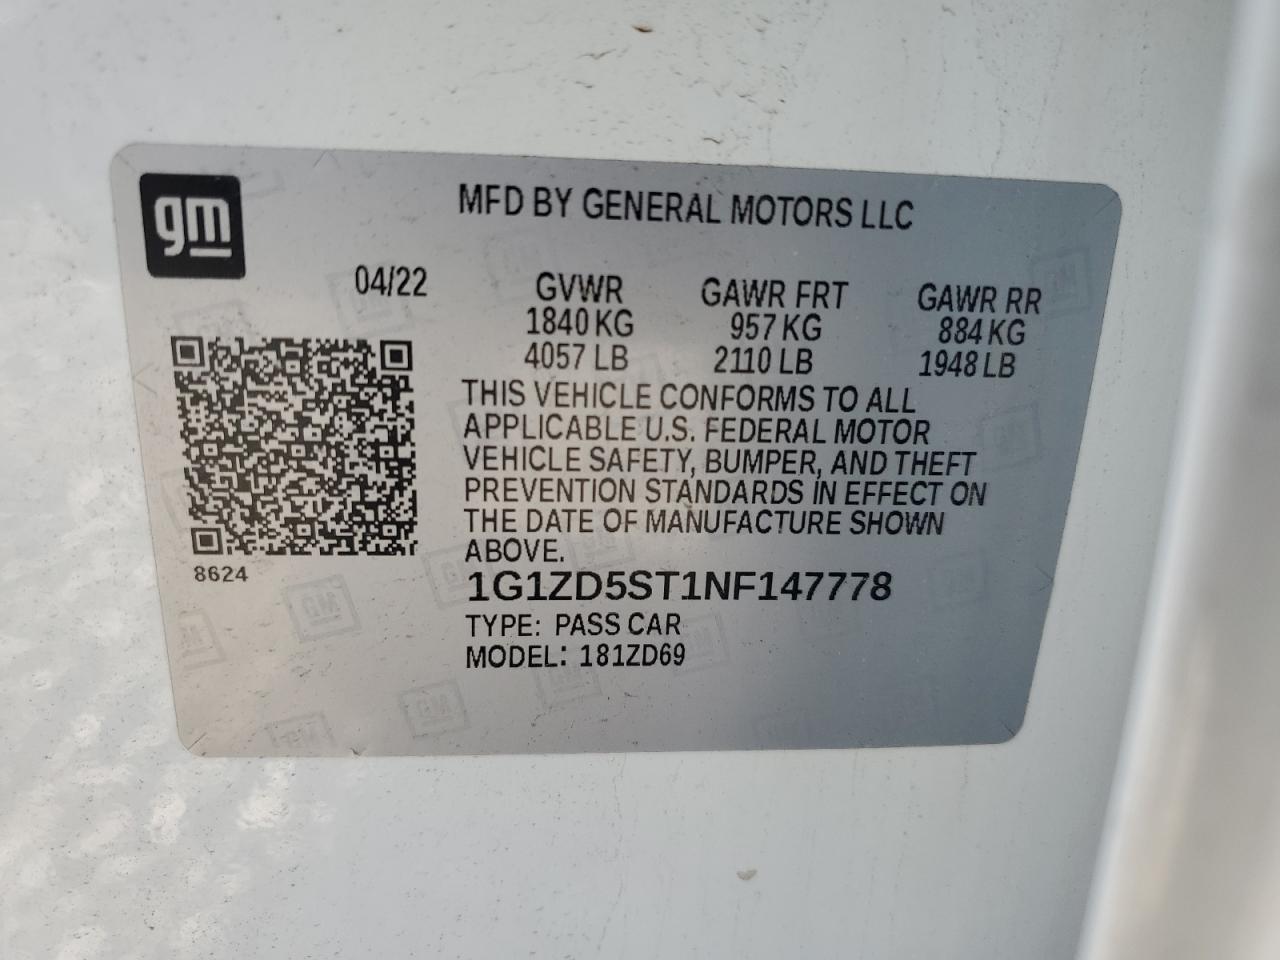 gm
MFD BY GENERAL MOTORS LLC
04/22
GVWR GAWR FRT GAWR RR
1840 KG 957 KG 884 KG
4057 LB 2110 LB 1948 LB
THIS VEHICLE CONFORMS TO ALL
APPLICABLE U.S. FEDERAL MOTOR
VEHICLE SAFETY, BUMPER, AND THEFT
PREVENTION STANDARDS IN EFFECT ON
THE DATE OF MANUFACTURE SHOWN
ABOVE.
8624
1G1ZD5ST1NF147778
TYPE: PASS CAR
MODEL: 181ZD69